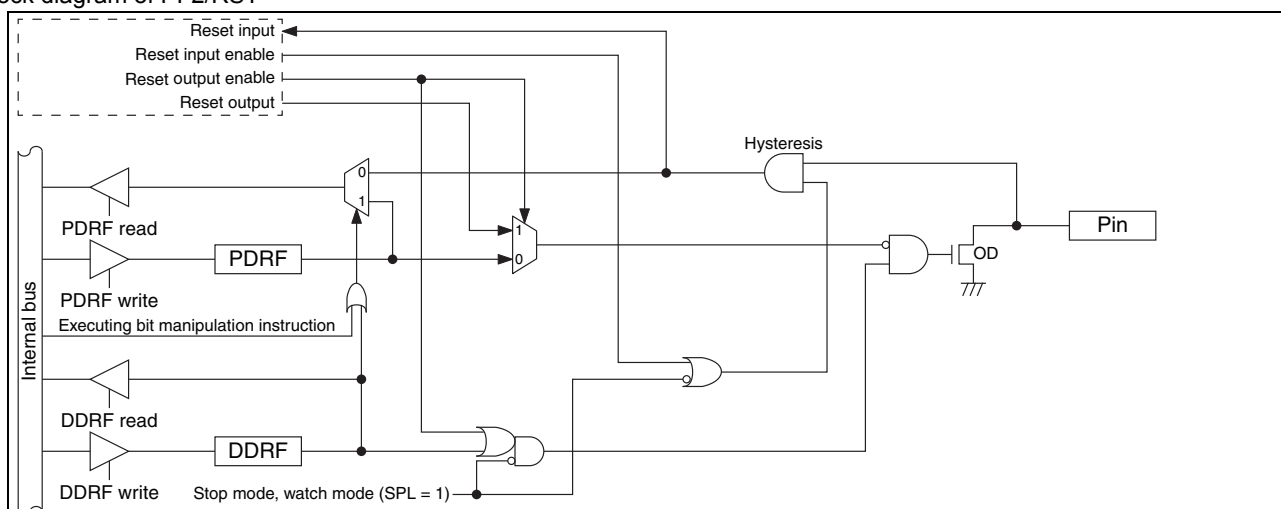 Reset input
Reset input enable
Reset output enable
Reset output
Hysteresis
0
1
PDRF read
1
Pin
PDRF
0
OD
PDRF write
Executing bit manipulation instruction
Internal bus
DDRF read
DDRF
DDRF write
Stop mode, watch mode (SPL = 1)